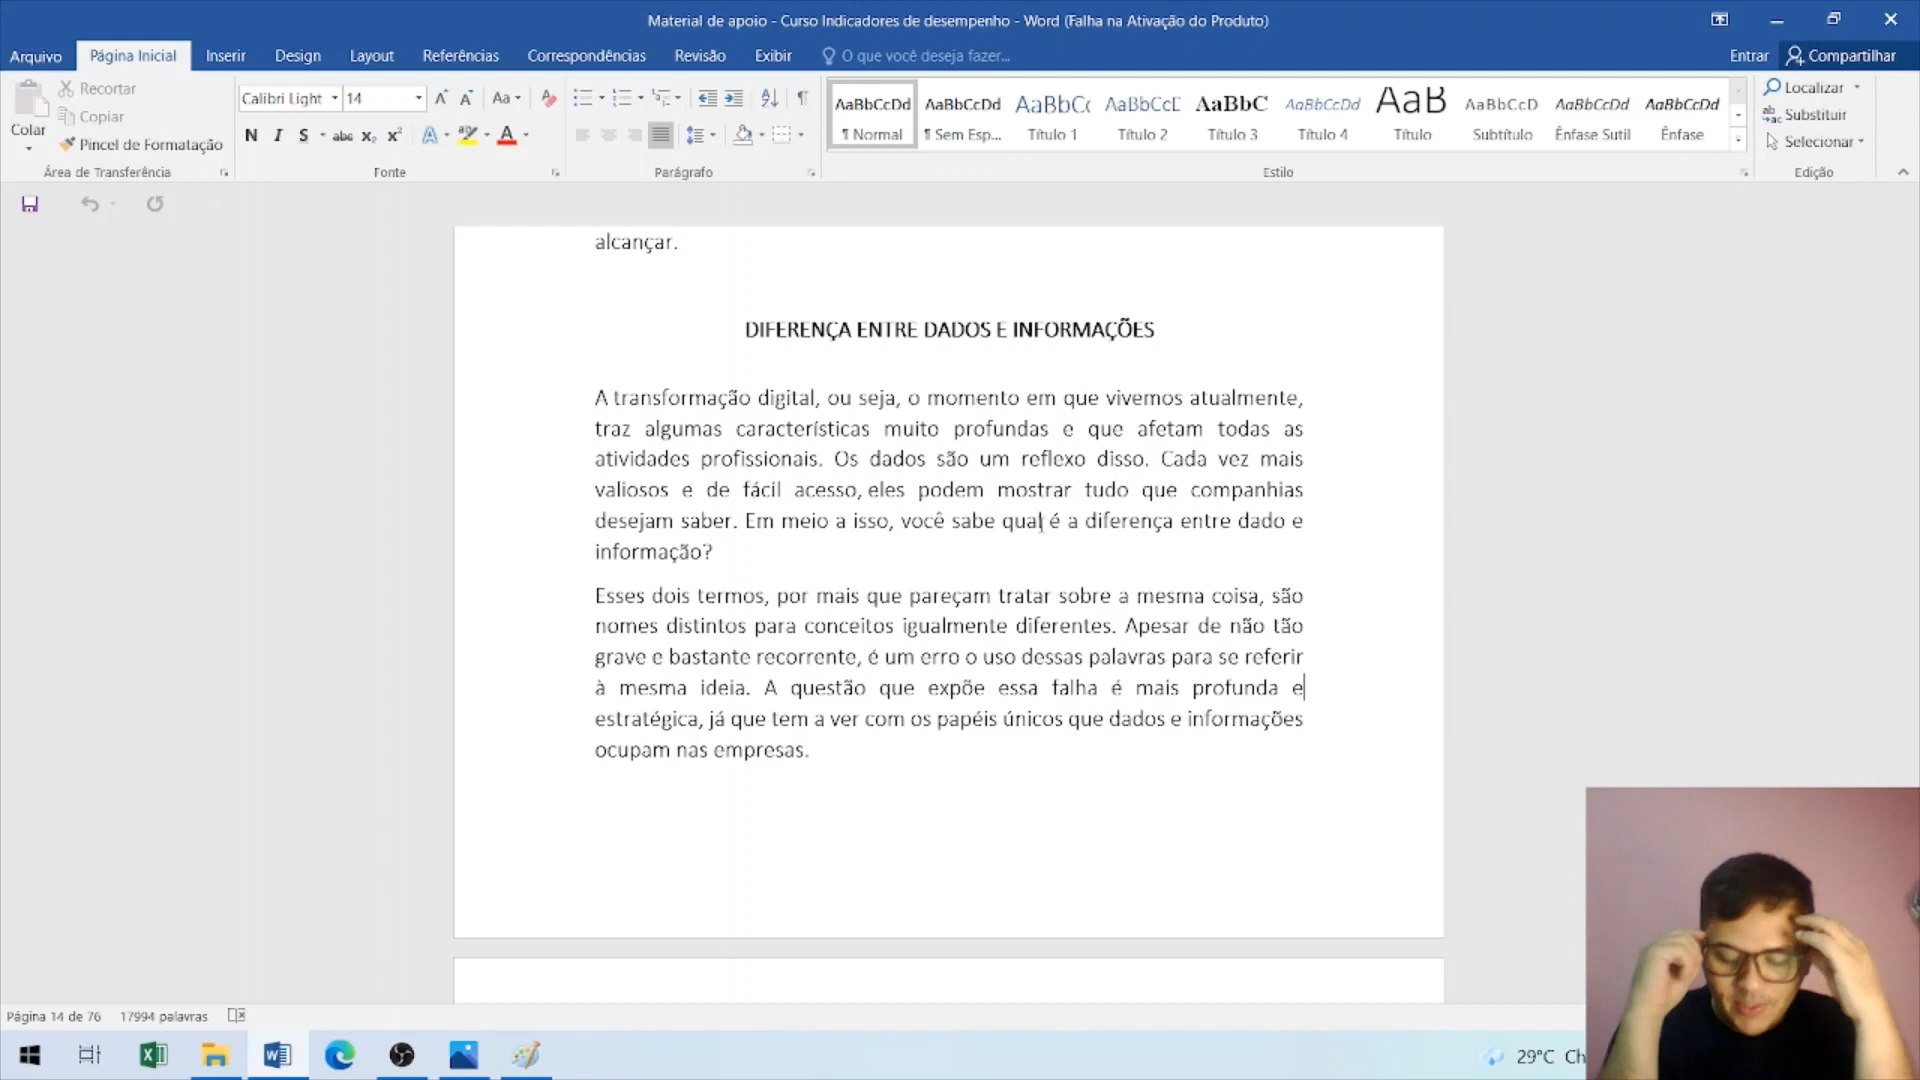 Material de apoio - Curso Indicadores de desempenho - Word (Falha na Ativação do Produto)
Arquivo Página Inicial Inserir Design Layout Referências Correspondências Revisão Exibir O que você deseja fazer... Entrar Compartilhar
Colar
Recortar
Copiar
Pincel de Formatação
Área de Transferência
Calibri Light 14
Aa
N I S abc x₂ x² A A
Fonte
Parágrafo
AaBbCcDd AaBbCcDd AaBbCc AaBbCcE AaBbC AaBbCcDd AaB AaBbCcD AaBbCcDd AaBbCcDd
¶ Normal ¶ Sem Esp... Título 1 Título 2 Título 3 Título 4 Título Subtítulo Ênfase Sutil Ênfase
Estilo
Localizar
Substituir
Selecionar
Edição
alcançar.
DIFERENÇA ENTRE DADOS E INFORMAÇÕES
A transformação digital, ou seja, o momento em que vivemos atualmente,
traz algumas características muito profundas e que afetam todas as
atividades profissionais. Os dados são um reflexo disso. Cada vez mais
valiosos e de fácil acesso, eles podem mostrar tudo que companhias
desejam saber. Em meio a isso, você sabe qual é a diferença entre dado e
informação?
Esses dois termos, por mais que pareçam tratar sobre a mesma coisa, são
nomes distintos para conceitos igualmente diferentes. Apesar de não tão
grave e bastante recorrente, é um erro o uso dessas palavras para se referir
à mesma ideia. A questão que expõe essa falha é mais profunda e
estratégica, já que tem a ver com os papéis únicos que dados e informações
ocupam nas empresas.
Página 14 de 76 17994 palavras
29°C Ch